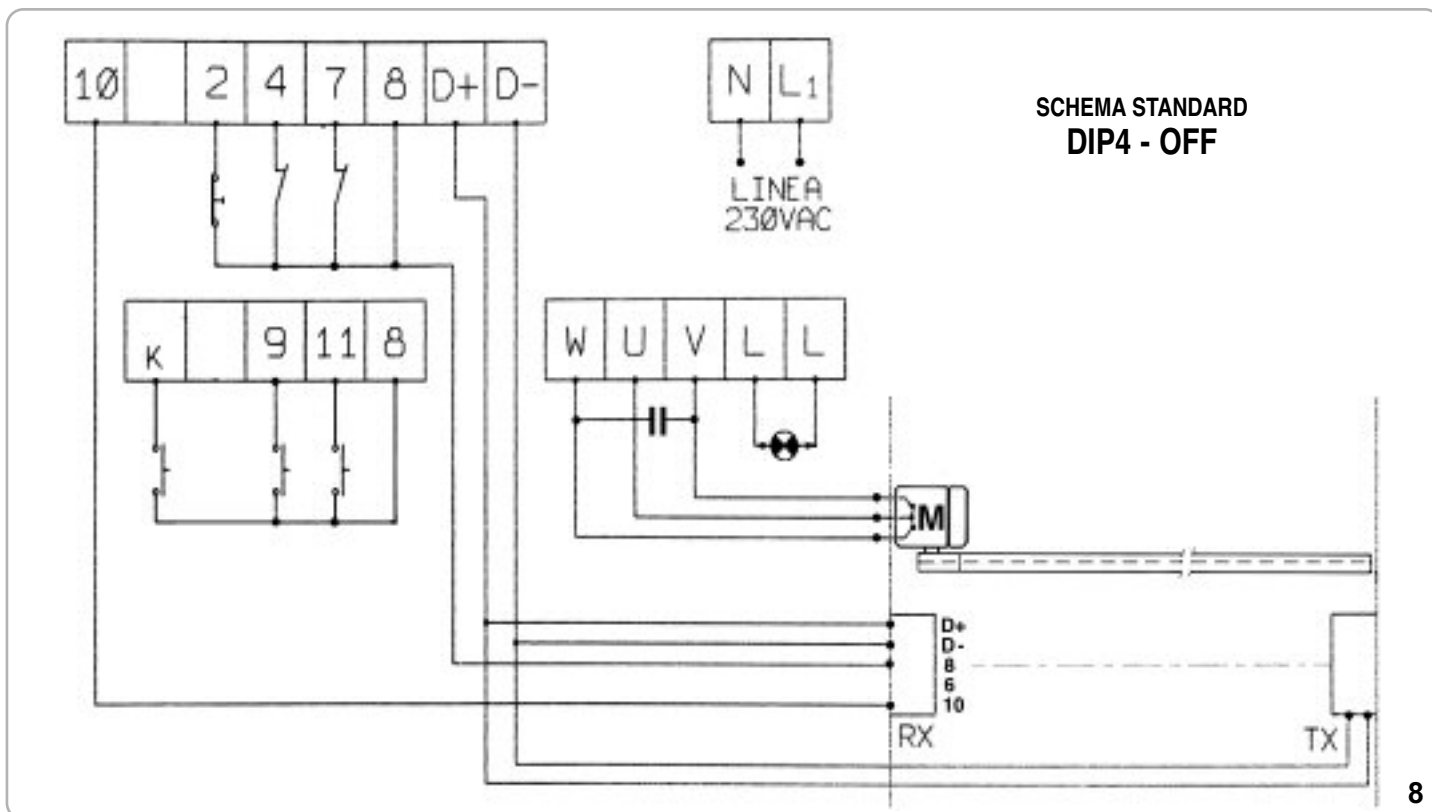 10 2 4 7 8 D+ D-
N L1
SCHEMA STANDARD
DIP4 - OFF
LINEA
230VAC
K 9 11 8
W U V L L
M
D+
D-
8
6
10
RX
TX
8